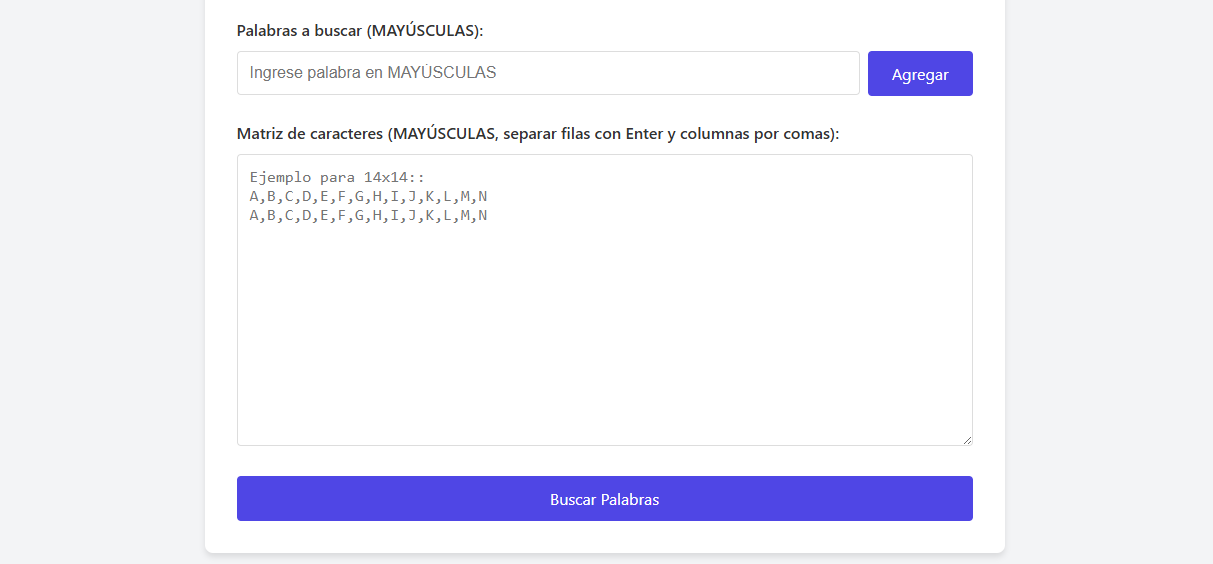 Palabras a buscar (MAYÚSCULAS):
Ingrese palabra en MAYÚSCULAS
Agregar
Matriz de caracteres (MAYÚSCULAS, separar filas con Enter y columnas por comas):
Ejemplo para 14x14::
A,B,C,D,E,F,G,H,I,J,K,L,M,N
A,B,C,D,E,F,G,H,I,J,K,L,M,N
Buscar Palabras